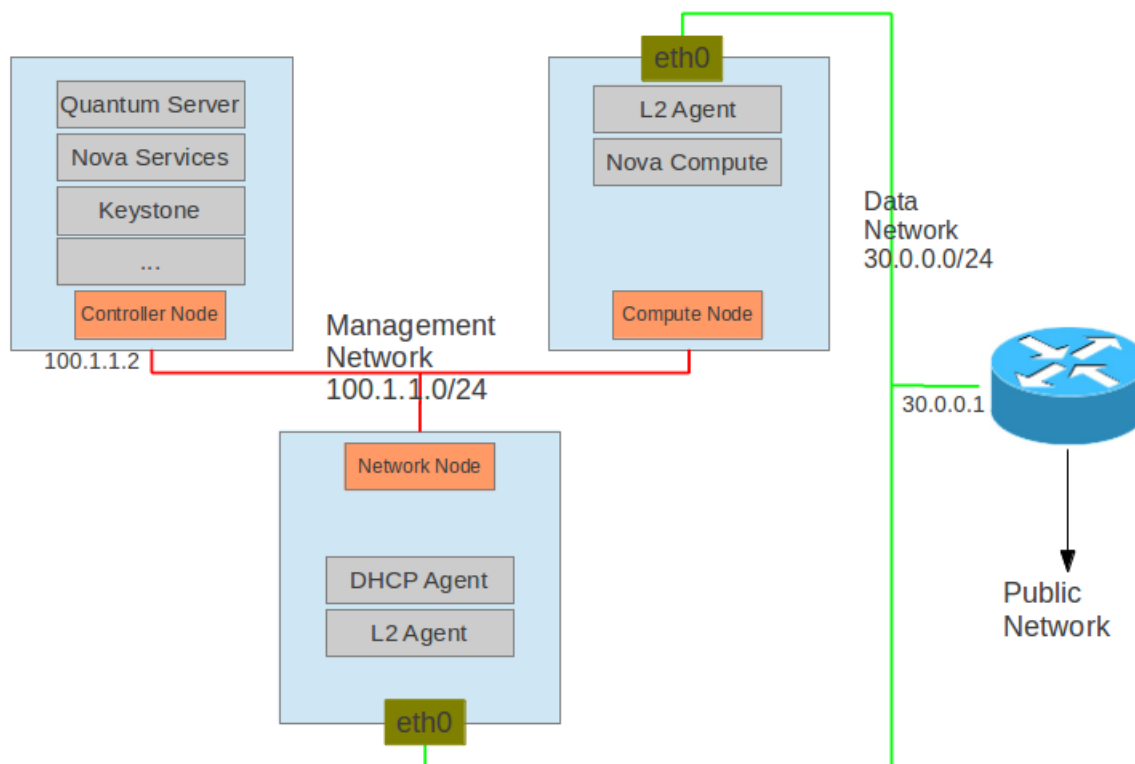 eth0
Quantum Server
Nova Services
Keystone
...
Controller Node
100.1.1.2
L2 Agent
Nova Compute
Compute Node
Management
Network
100.1.1.0/24
Data
Network
30.0.0.0/24
30.0.0.1
Network Node
DHCP Agent
L2 Agent
eth0
Public
Network